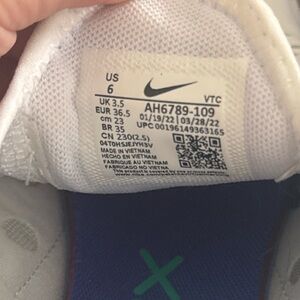 US
6
VTC
UK 3.5
EUR 36.5
cm 23
BR 35
CN 230(2.5)
AH6789-109
01/19/22 | 03/28/22
UPC 00196149363165
MADE IN VIETNAM
HECHO EN VIETNAM
FABRIQUÉ AU VIETNAM
FABRICADO NO VIETNÃ